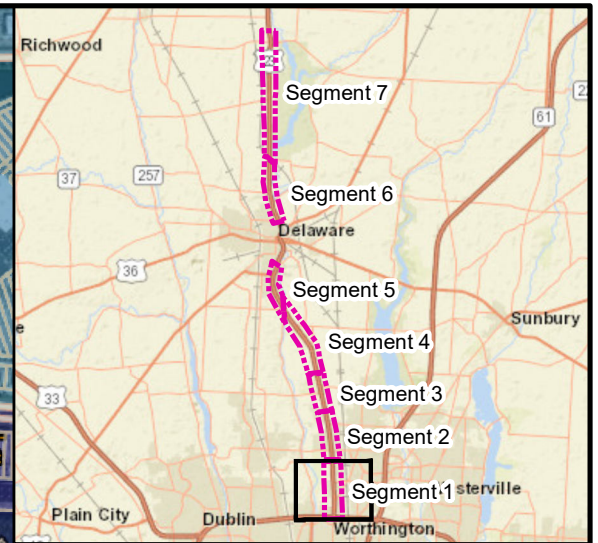 Richwood
23
Segment 7
61
37
257
Segment 6
Delaware
36
Segment 5
Sunbury
Segment 4
33
Segment 3
Segment 2
Segment 1
sterville
Plain City
Dublin
Worthington